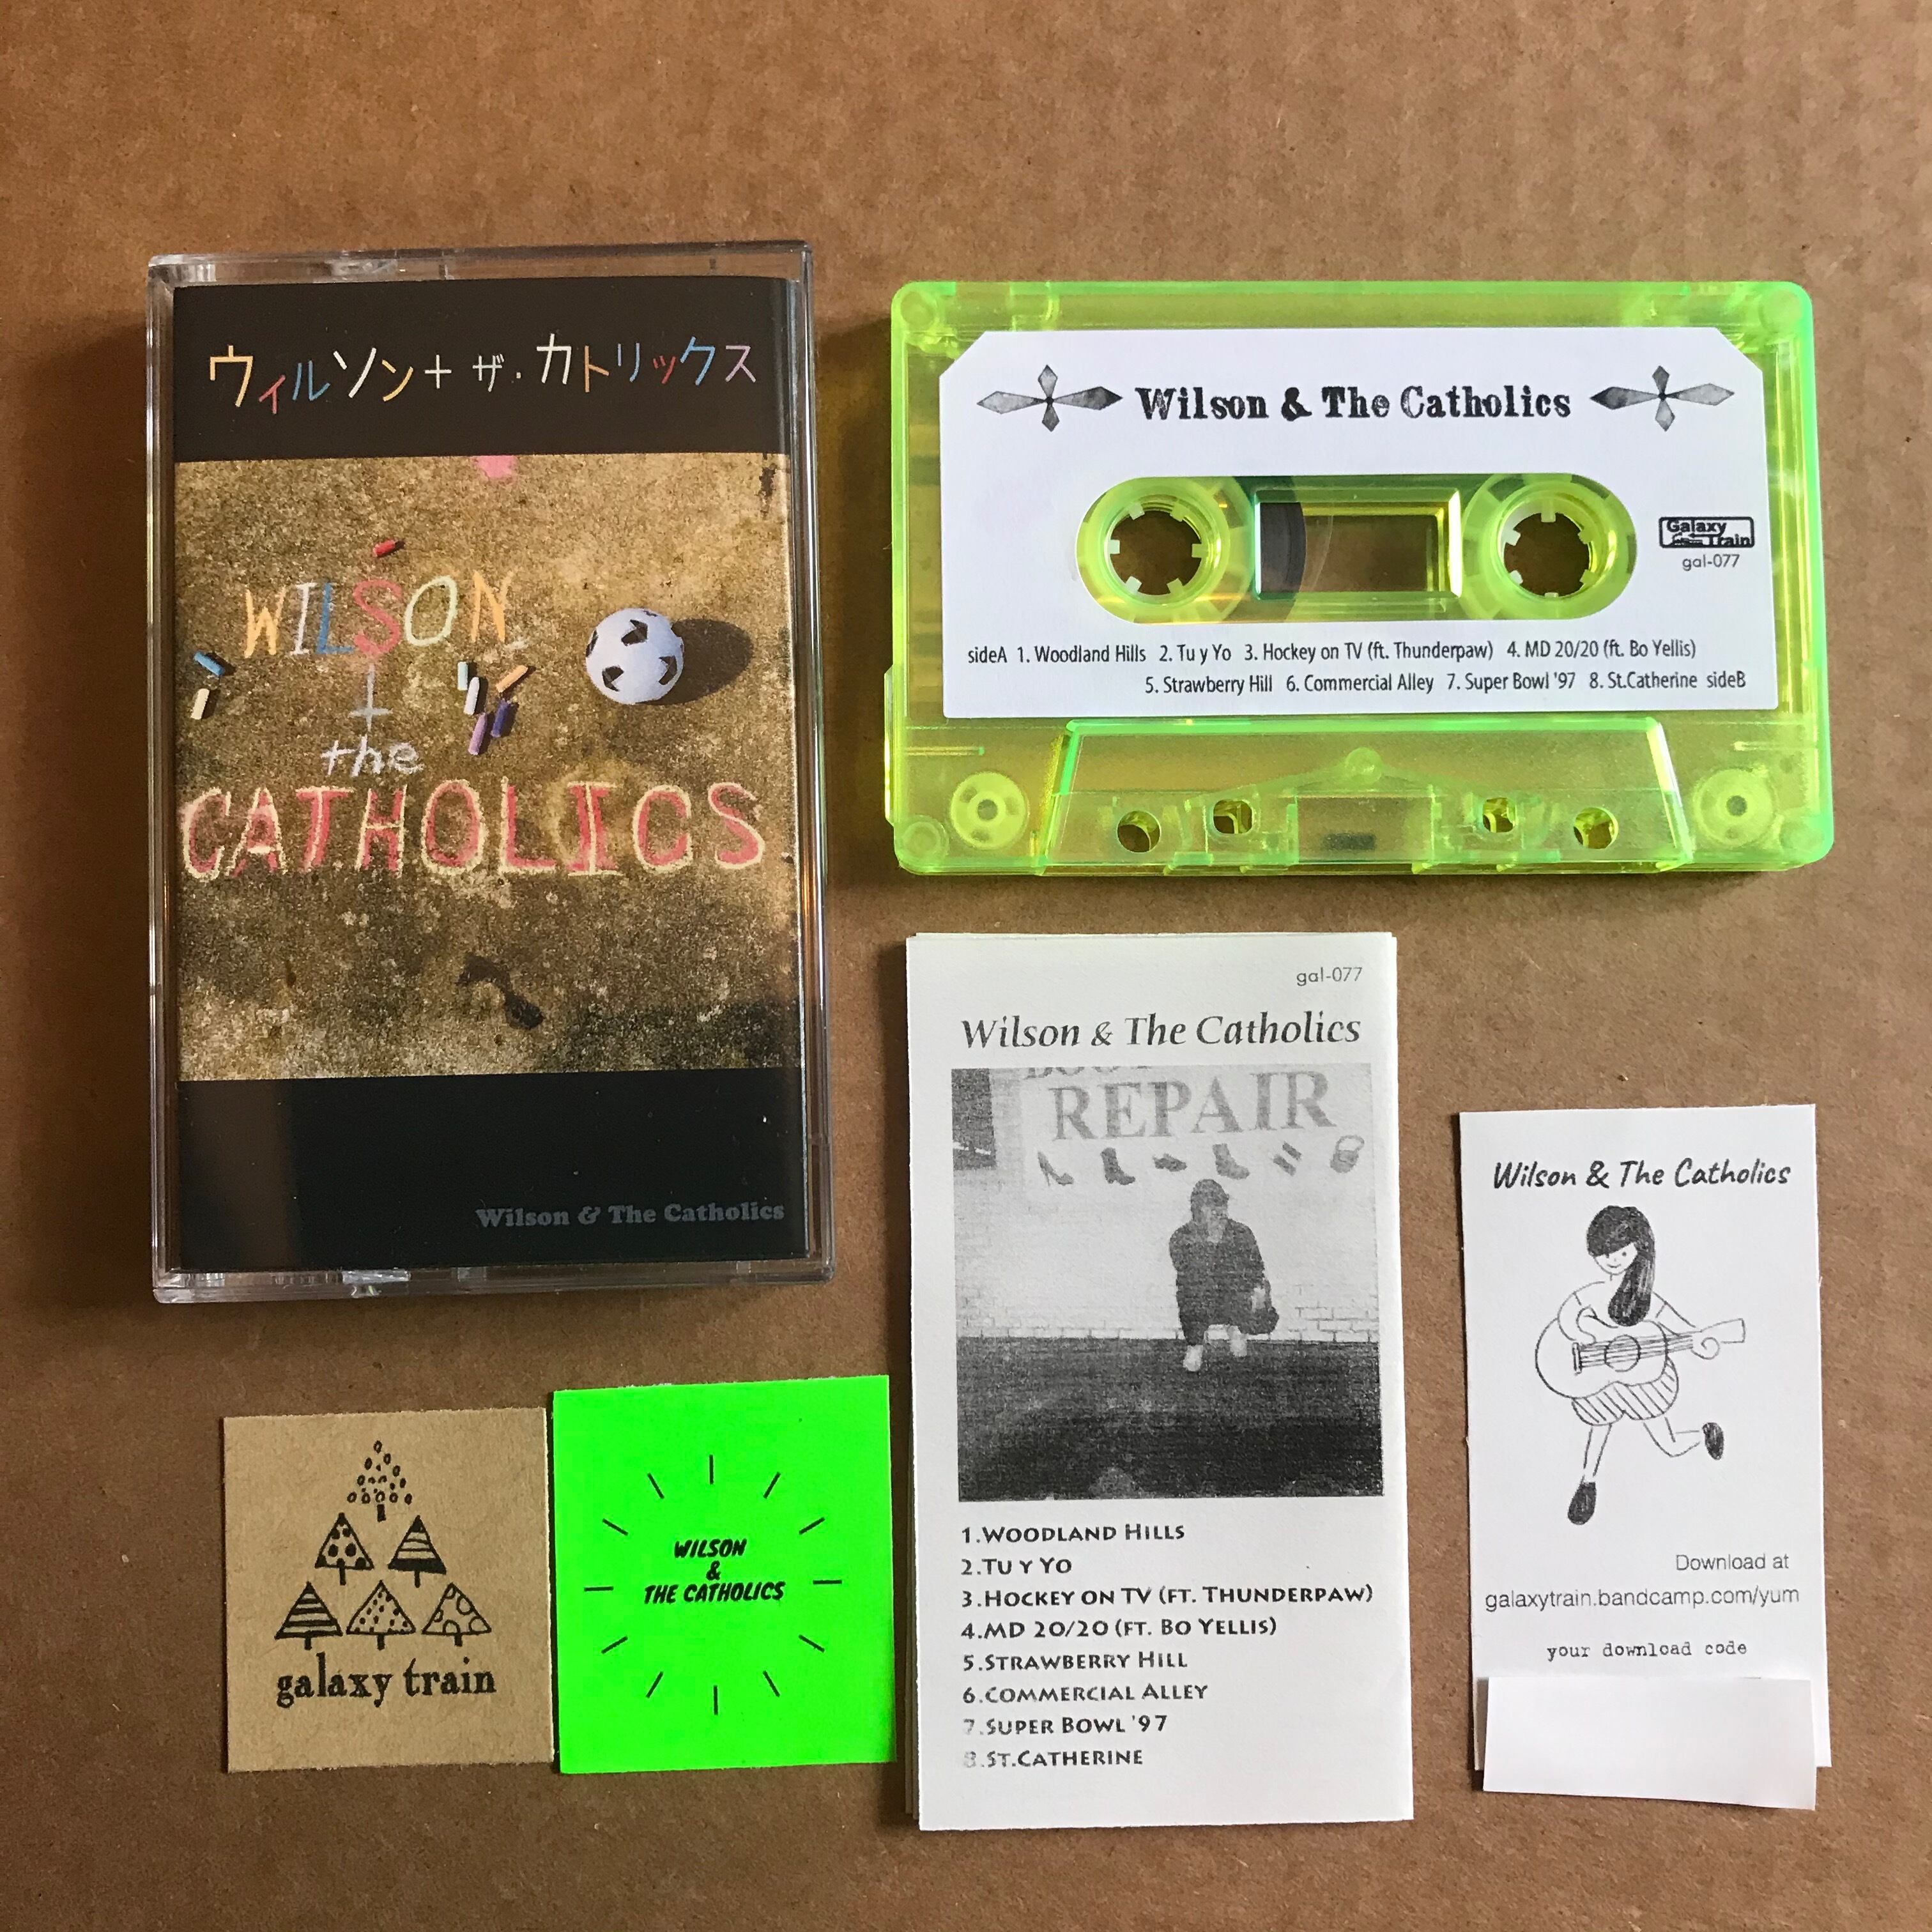 ウィルソン+ ザ・カトリックス
WILSON
+
the
CATHOLICS
Wilson & The Catholics
Wilson & The Catholics
Galaxy
Train
gal-077
sideA 1. Woodland Hills 2. Tu y Yo 3. Hockey on TV (ft. Thunderpaw) 4. MD 20/20 (ft. Bo Yellis)
5. Strawberry Hill 6. Commercial Alley 7. Super Bowl '97 8. St.Catherine sideB
gal-077
Wilson & The Catholics
REPAIR
1.Woodland Hills
2.Tu y Yo
3.Hockey on TV (ft. Thunderpaw)
4.MD 20/20 (ft. Bo Yellis)
5.Strawberry Hill
6.Commercial Alley
7.Super Bowl '97
8.St.Catherine
Wilson & The Catholics
Download at
galaxytrain.bandcamp.com/yum
your download code
galaxy train
WILSON
&
THE CATHOLICS